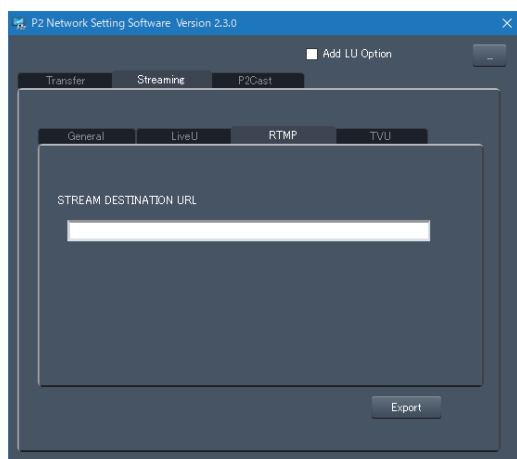 P2 Network Setting Software Version 2.3.0
Add LU Option
...
Transfer Streaming P2Cast
General LiveU RTMP TVU
STREAM DESTINATION URL
Export